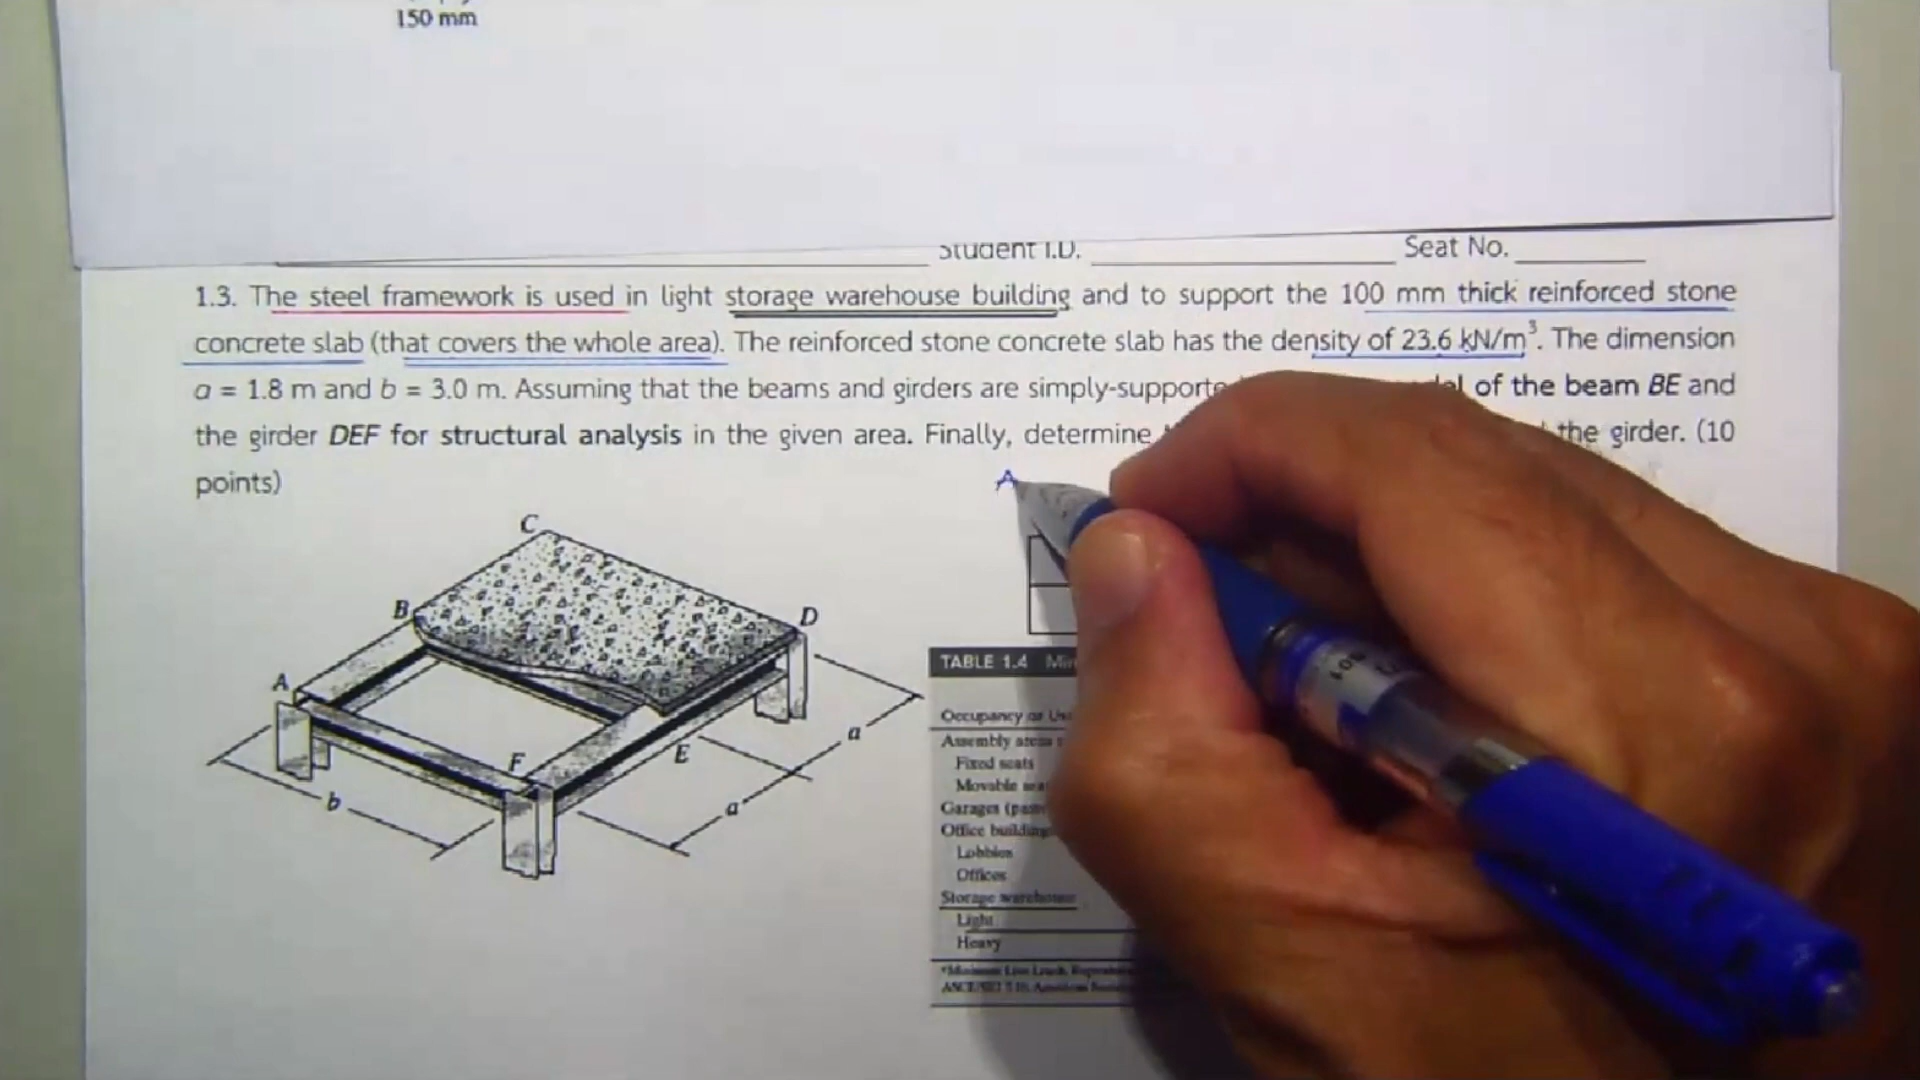 150 mm
Student I.D. Seat No.
1.3. The steel framework is used in light storage warehouse building and to support the 100 mm thick reinforced stone
concrete slab (that covers the whole area). The reinforced stone concrete slab has the density of 23.6 kN/m³. The dimension
a = 1.8 m and b = 3.0 m. Assuming that the beams and girders are simply-supporte of the beam BE and
the girder DEF for structural analysis in the given area. Finally, determine the girder. (10
points)
A
C
B
D
A
F
E
a
a
b
TABLE 1.4
Occupancy or Us
Assembly areas
Fixed seats
Movable
Garages
Office building
Lobbies
Offices
Storage warehouse
Light
Heavy